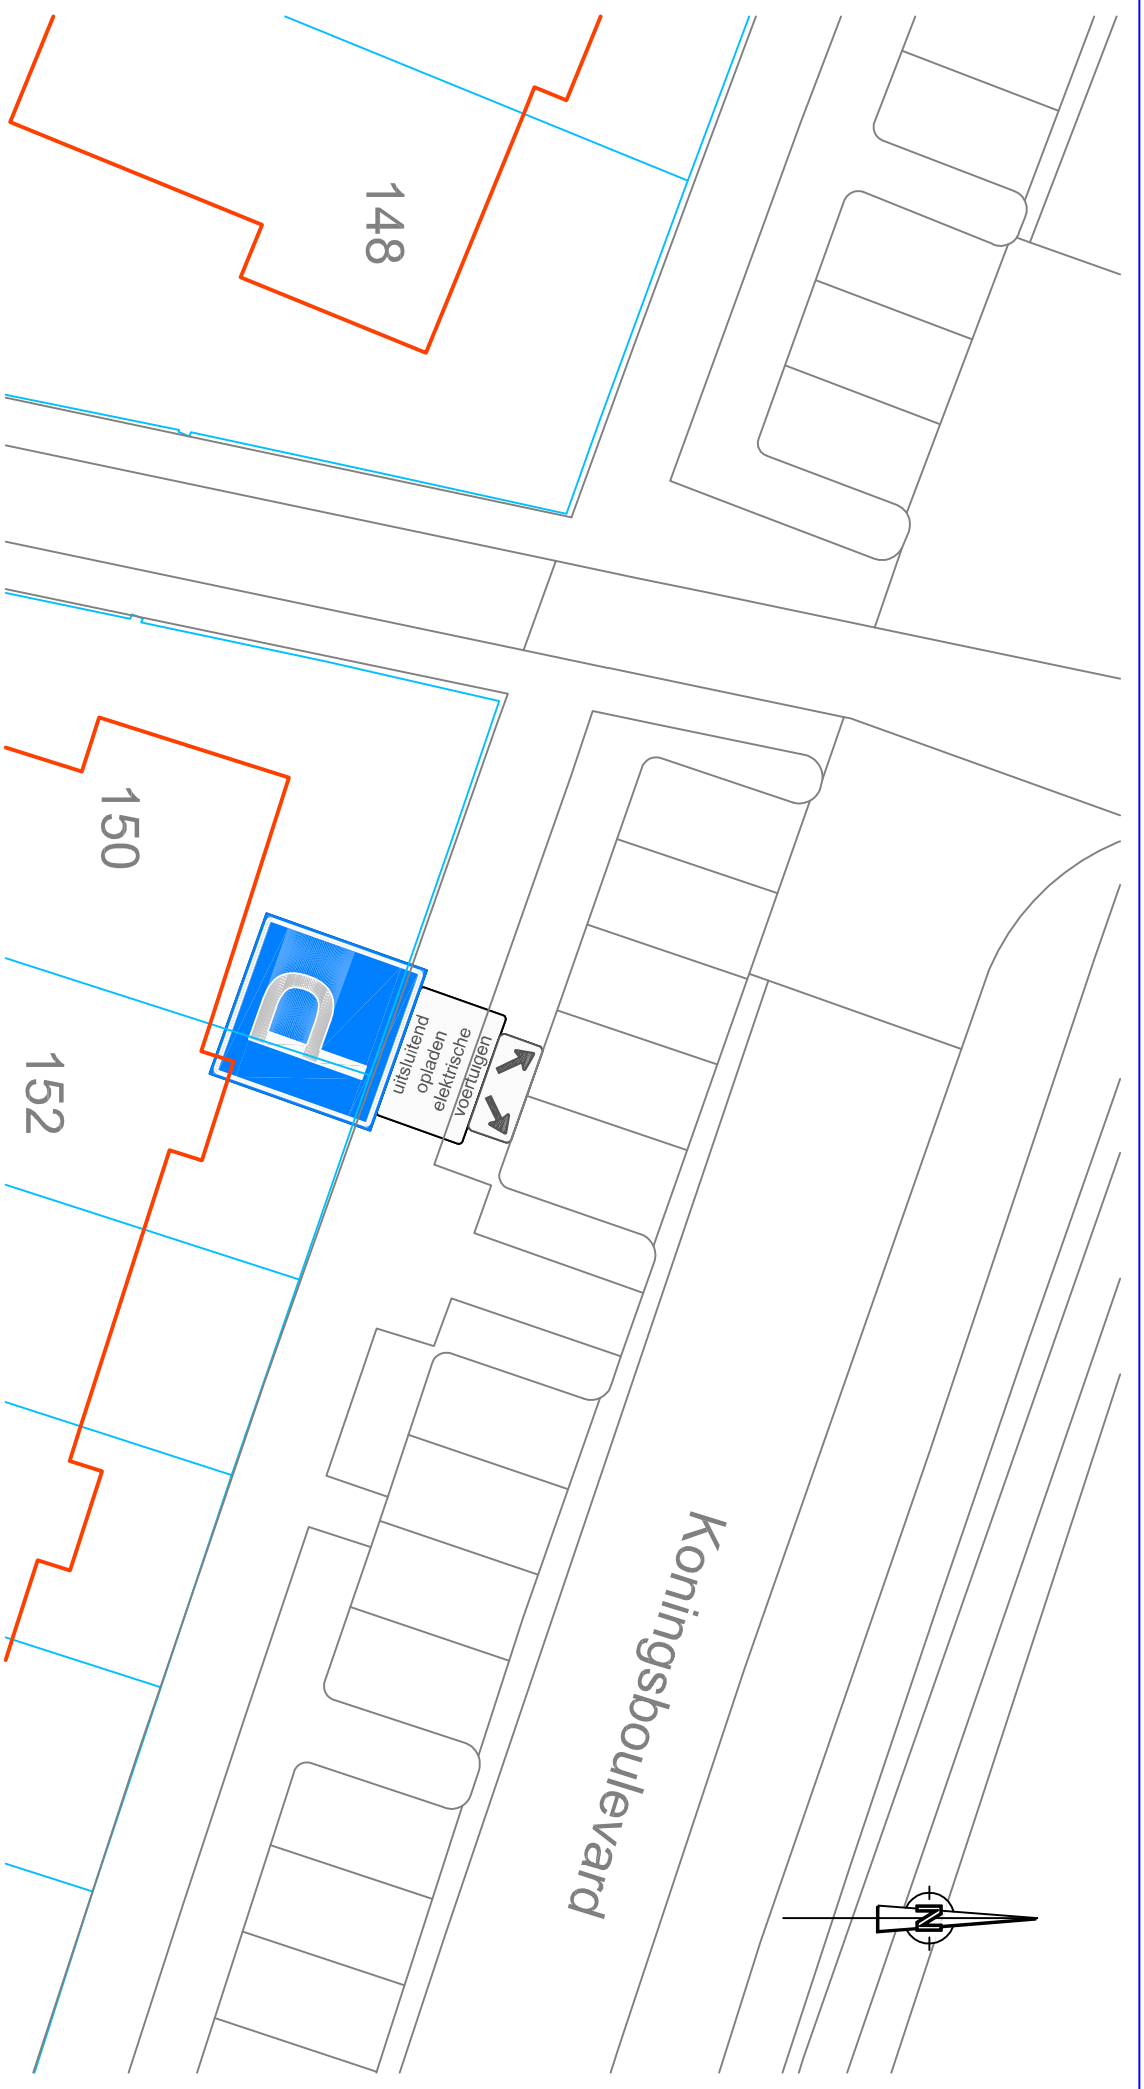 148
150
152
P
uitsluitend
opladen
elektrische
voertuigen
Koningsboulevard
N